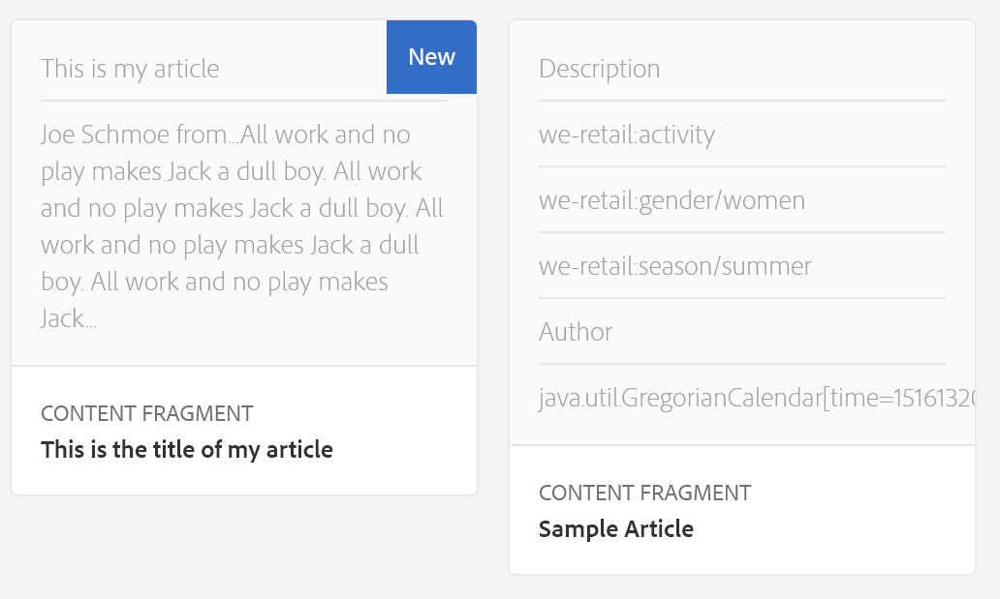 This is my article
New
Joe Schmoe from...All work and no
play makes Jack a dull boy. All work
and no play makes Jack a dull boy. All
work and no play makes Jack a dull
boy. All work and no play makes
Jack...
CONTENT FRAGMENT
This is the title of my article
Description
we-retail:activity
we-retail:gender/women
we-retail:season/summer
Author
java.util.GregorianCalendar[time=1516132
CONTENT FRAGMENT
Sample Article